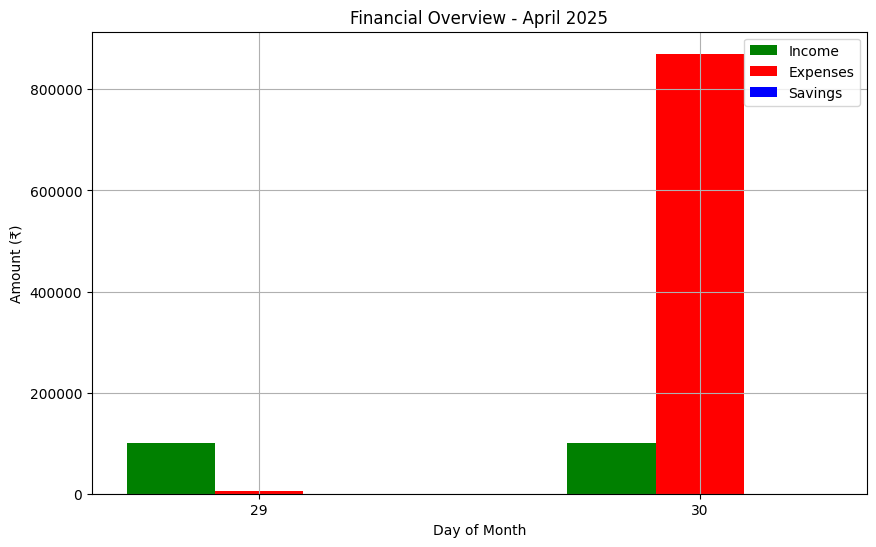 Financial Overview - April 2025
Income
Expenses
Savings
800000
600000
400000
200000
0
Amount (₹)
29
30
Day of Month